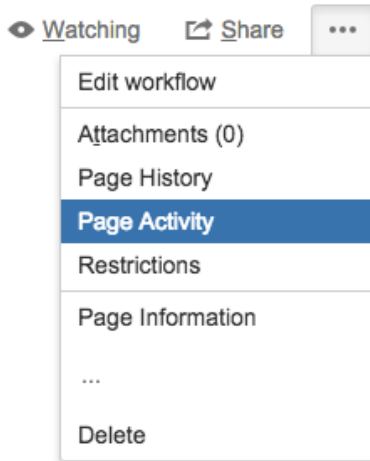 Watching Share •••
Edit workflow
Attachments (0)
Page History
Page Activity
Restrictions
Page Information
...
Delete